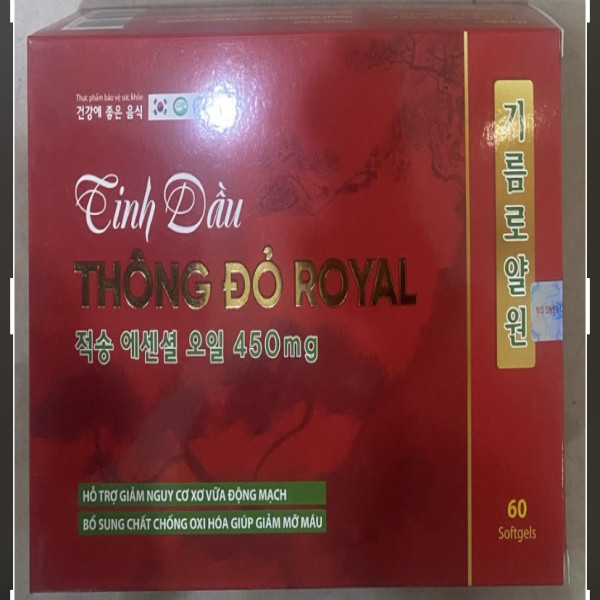 Thực phẩm bảo vệ sức khỏe
건강에 좋은 음식
Tinh Dầu
THÔNG ĐỎ ROYAL
적송 에센셜 오일 450mg
HỖ TRỢ GIẢM NGUY CƠ XƠ VỮA ĐỘNG MẠCH
BỔ SUNG CHẤT CHỐNG OXI HÓA GIÚP GIẢM MỠ MÁU
기름로얄원
60
Softgels